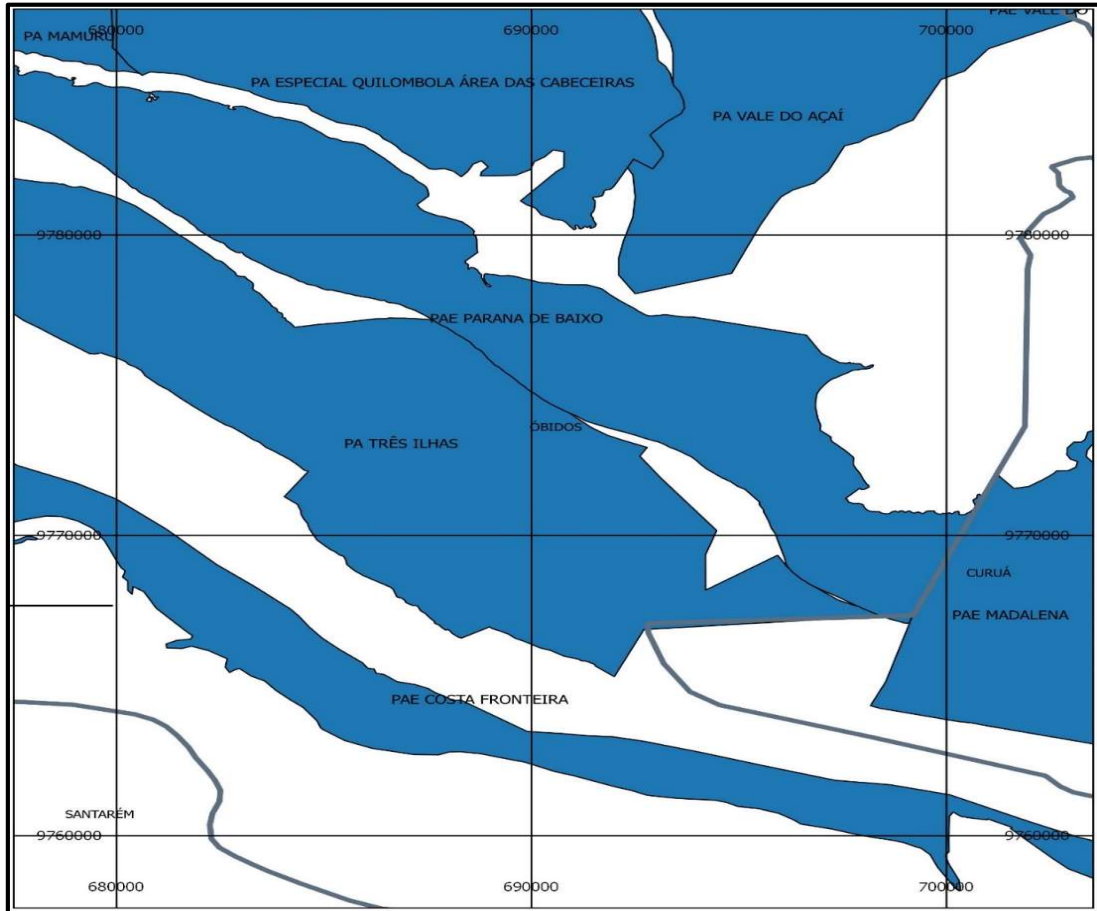 PAE VALE DO
680000 690000 700000
PA MAMURU
PA ESPECIAL QUILOMBOLA ÁREA DAS CABECEIRAS
PA VALE DO AÇAÍ
9780000 9780000
PAE PARANA DE BAIXO
ÓBIDOS
PA TRÊS ILHAS
9770000 9770000
CURUÁ
PAE MADALENA
PAE COSTA FRONTEIRA
SANTARÉM
9760000 9760000
680000 690000 700000